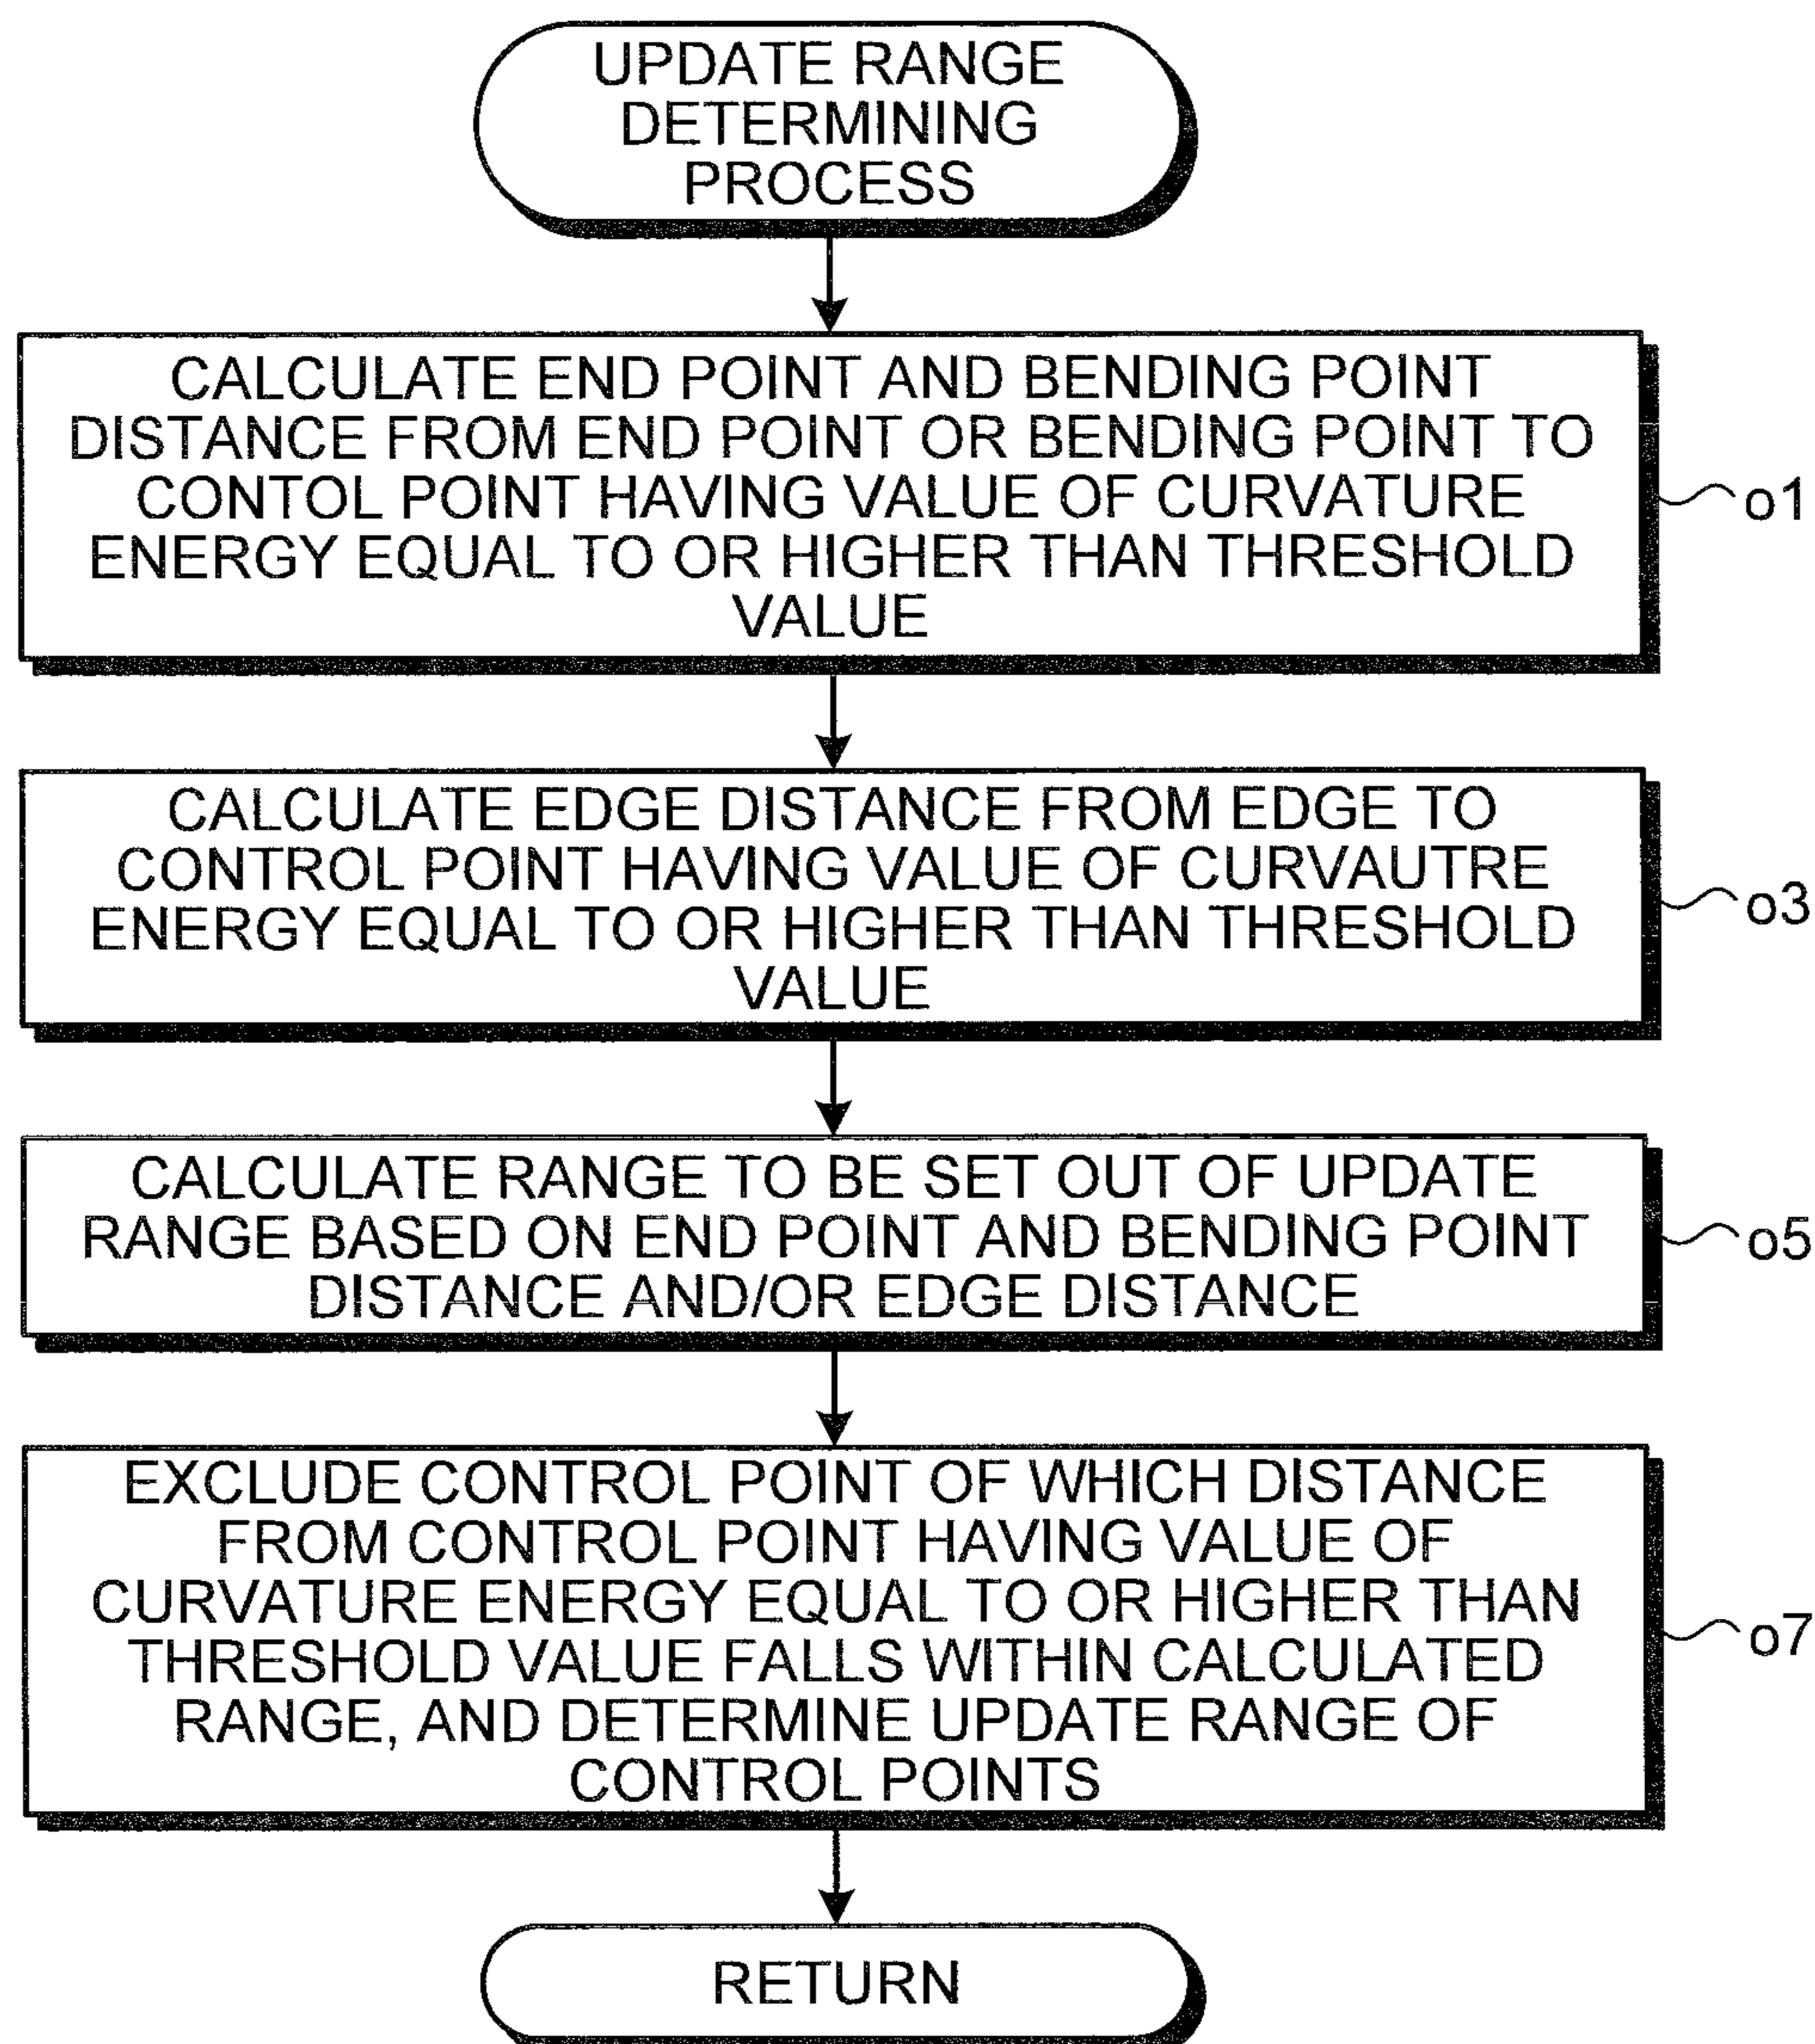 UPDATE RANGE
DETERMINING
PROCESS
CALCULATE END POINT AND BENDING POINT
DISTANCE FROM END POINT OR BENDING POINT TO
CONTOL POINT HAVING VALUE OF CURVATURE
ENERGY EQUAL TO OR HIGHER THAN THRESHOLD
VALUE
o1
CALCULATE EDGE DISTANCE FROM EDGE TO
CONTROL POINT HAVING VALUE OF CURVAUTRE
ENERGY EQUAL TO OR HIGHER THAN THRESHOLD
VALUE
o3
CALCULATE RANGE TO BE SET OUT OF UPDATE
RANGE BASED ON END POINT AND BENDING POINT
DISTANCE AND/OR EDGE DISTANCE
o5
EXCLUDE CONTROL POINT OF WHICH DISTANCE
FROM CONTROL POINT HAVING VALUE OF
CURVATURE ENERGY EQUAL TO OR HIGHER THAN
THRESHOLD VALUE FALLS WITHIN CALCULATED
RANGE, AND DETERMINE UPDATE RANGE OF
CONTROL POINTS
o7
RETURN